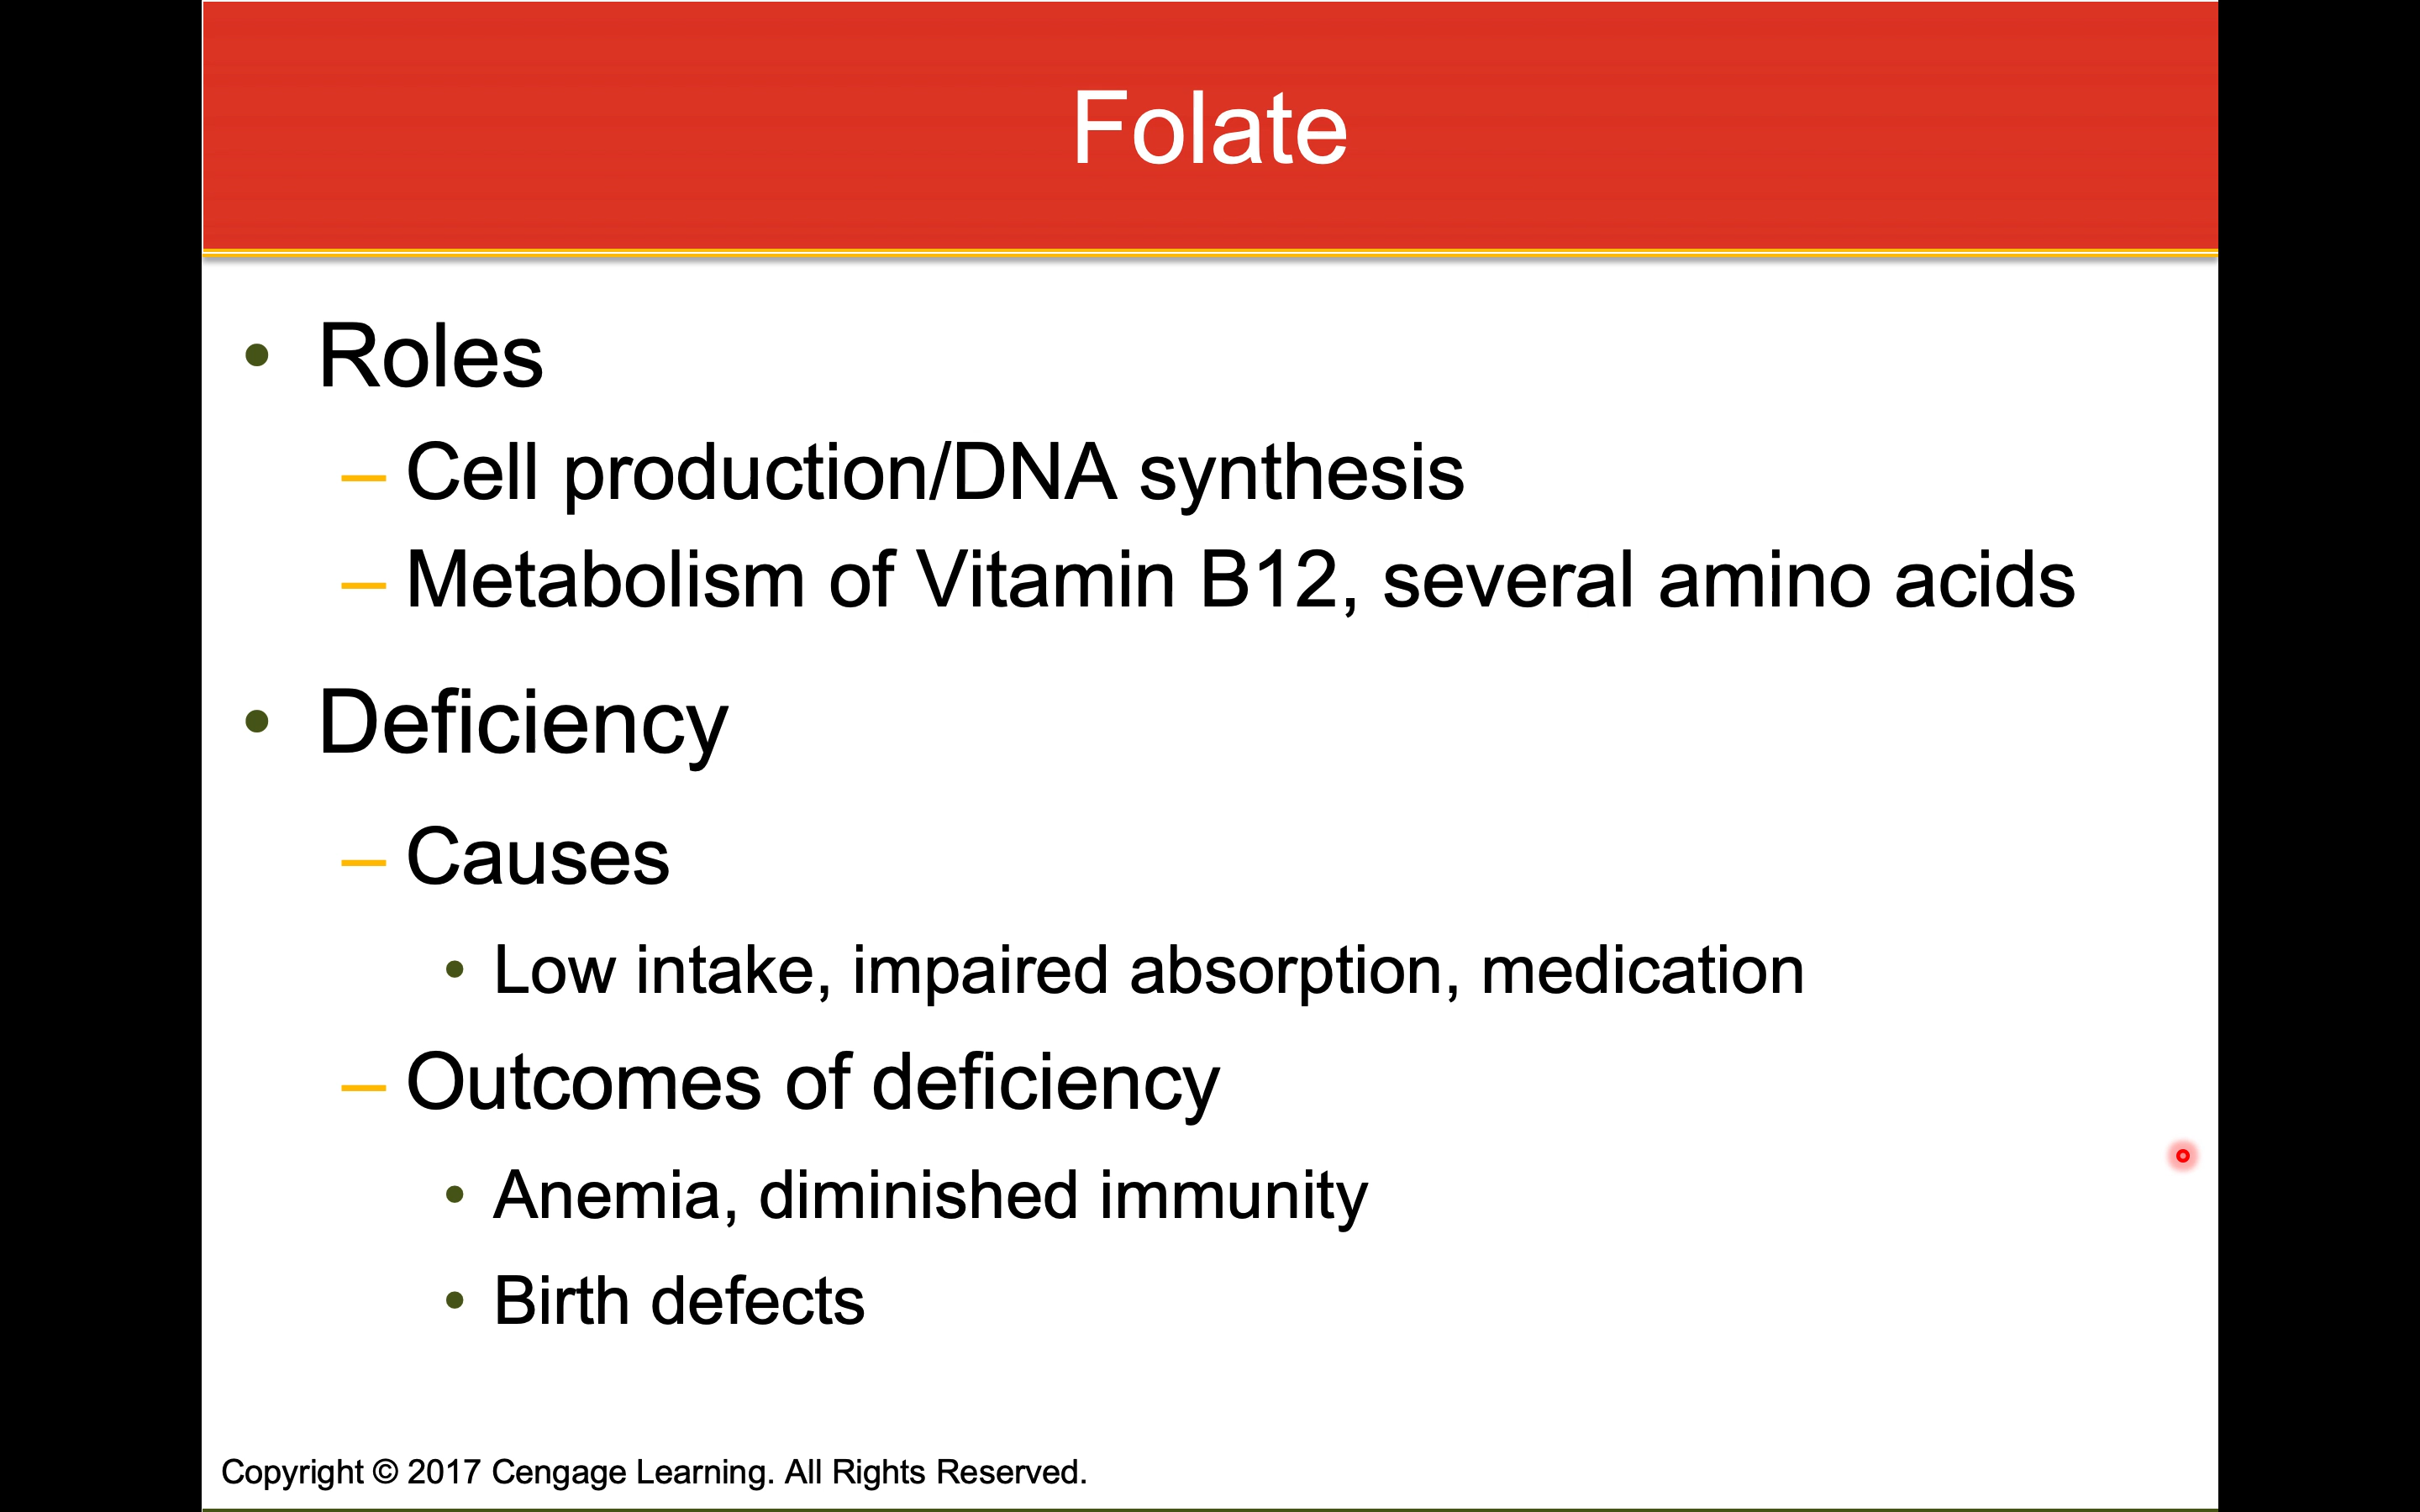 Folate
• Roles
– Cell production/DNA synthesis
– Metabolism of Vitamin B12, several amino acids
• Deficiency
– Causes
• Low intake, impaired absorption, medication
– Outcomes of deficiency
• Anemia, diminished immunity
• Birth defects
Copyright © 2017 Cengage Learning. All Rights Reserved.